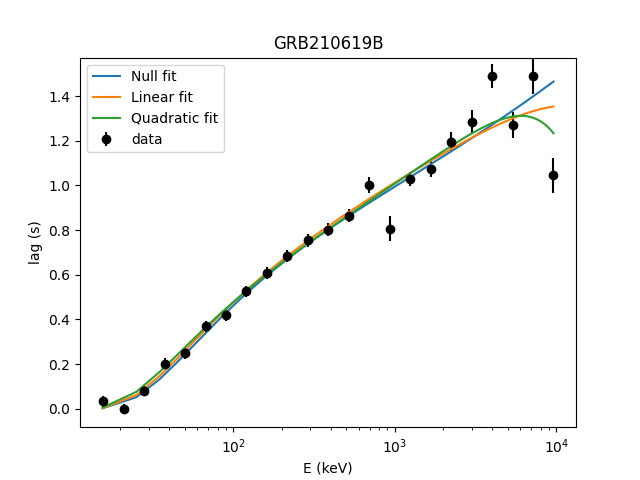 GRB210619B
Null fit
Linear fit
Quadratic fit
data
lag (s)
1.4
1.2
1.0
0.8
0.6
0.4
0.2
0.0
10²
10³
10⁴
E (keV)